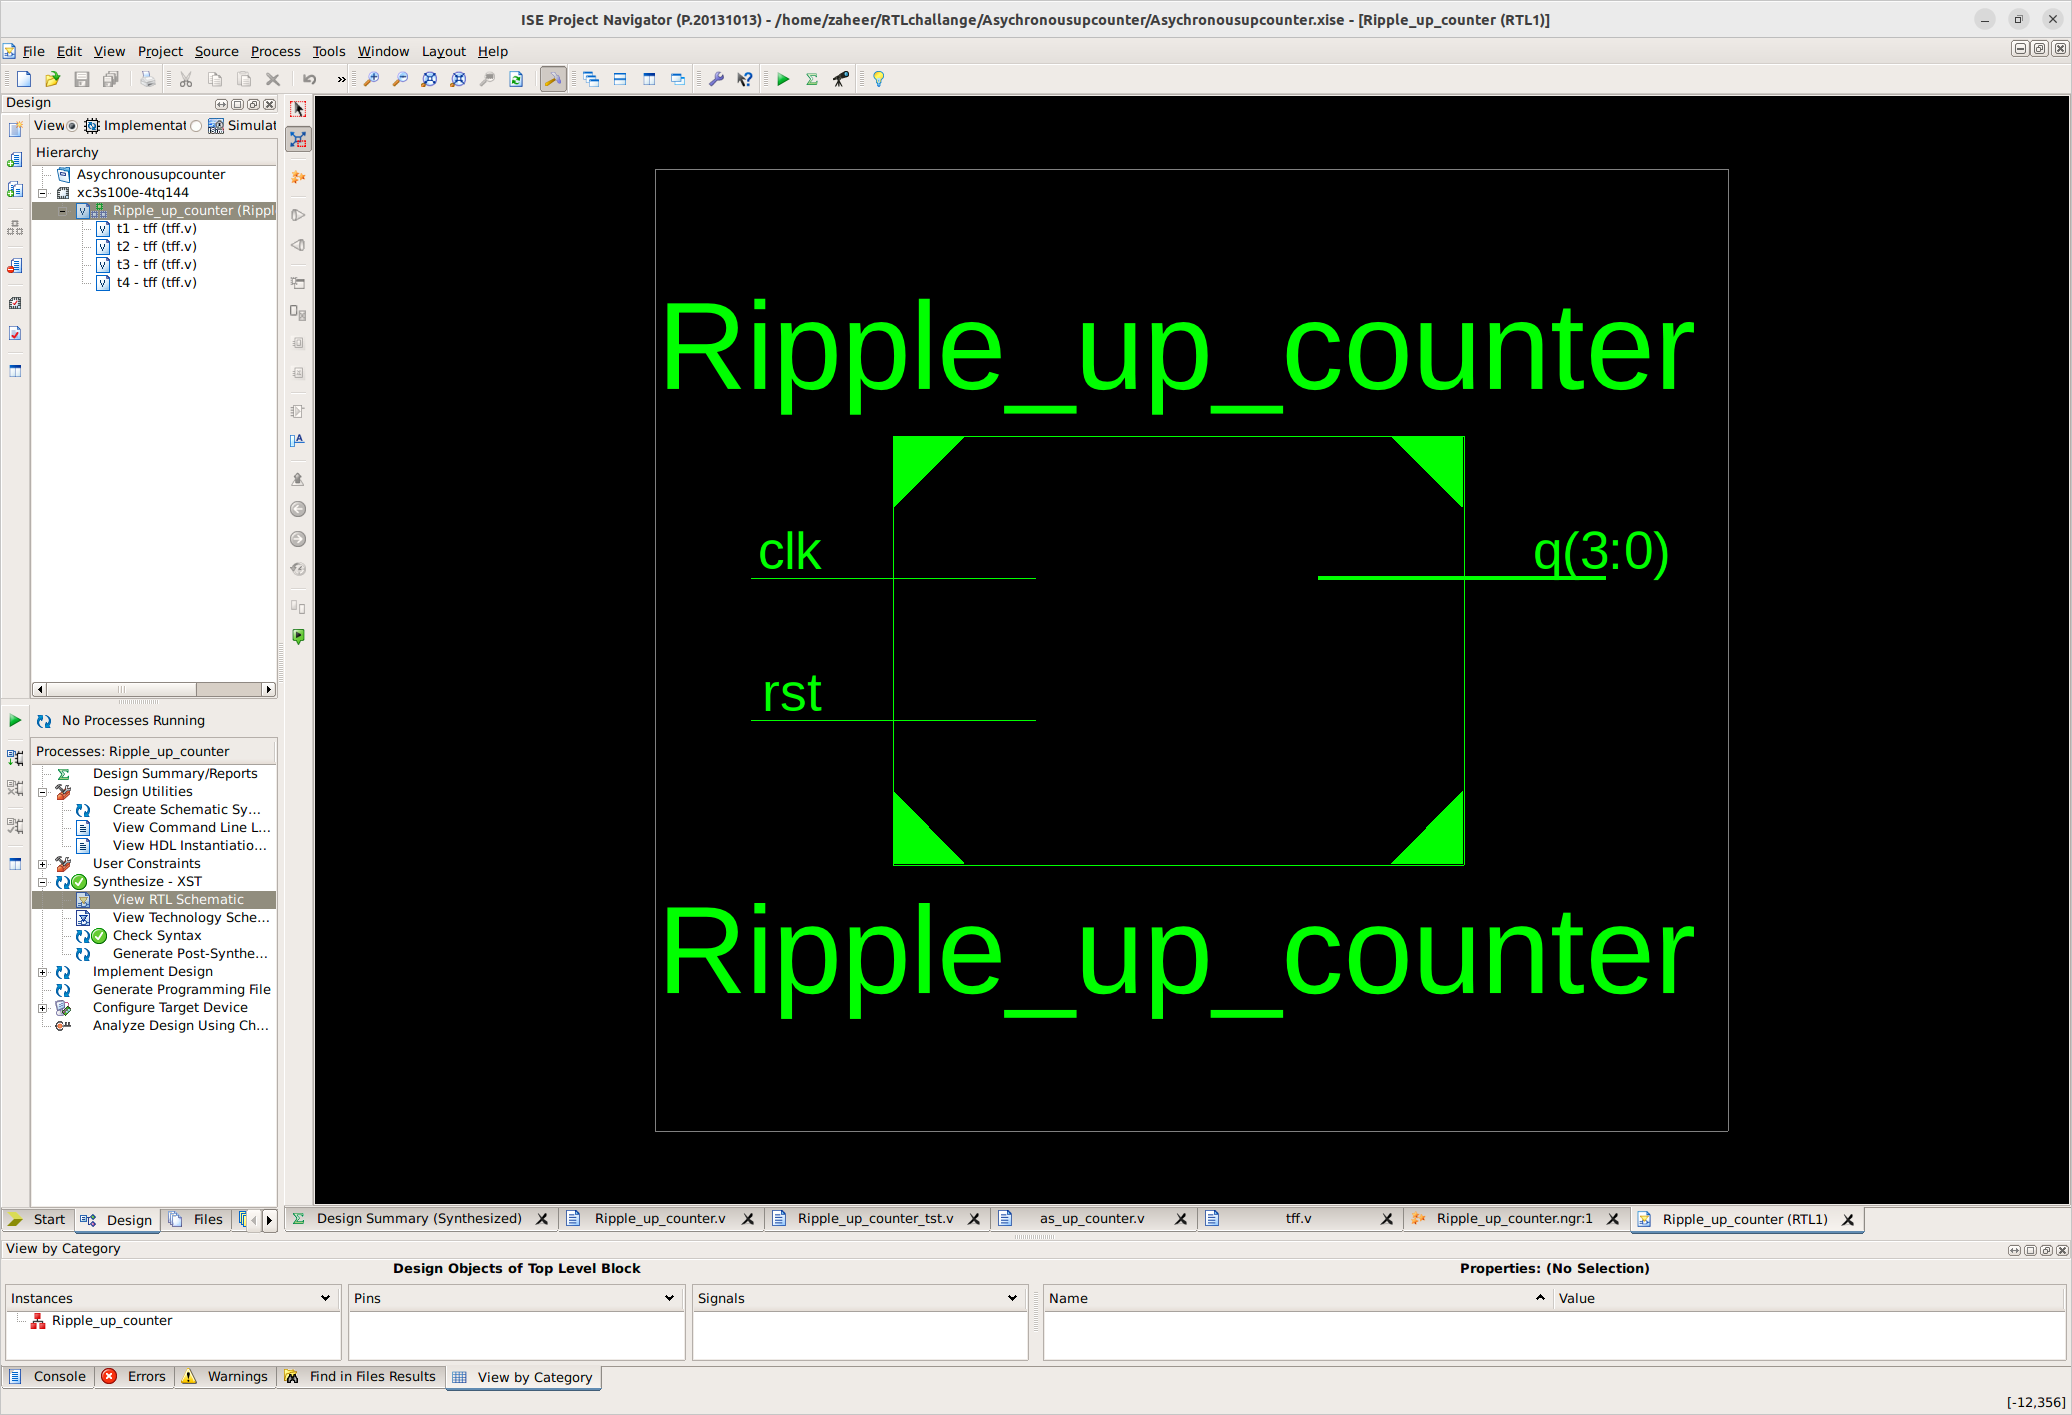 ISE Project Navigator (P.20131013) - /home/zaheer/RTLchallange/Asychronousupcounter/Asychronousupcounter.xise - [Ripple_up_counter (RTL1)]
File Edit View Project Source Process Tools Window Layout Help
Design
View Implementat Simulat
Hierarchy
Asychronousupcounter
xc3s100e-4tq144
Ripple_up_counter (Rippl
t1 - tff (tff.v)
t2 - tff (tff.v)
t3 - tff (tff.v)
t4 - tff (tff.v)
No Processes Running
Processes: Ripple_up_counter
Design Summary/Reports
Design Utilities
Create Schematic Sy...
View Command Line L...
View HDL Instantiatio...
User Constraints
Synthesize - XST
View RTL Schematic
View Technology Sche...
Check Syntax
Generate Post-Synthe...
Implement Design
Generate Programming File
Configure Target Device
Analyze Design Using Ch...
Start Design Files
Ripple_up_counter
clk
q(3:0)
rst
Ripple_up_counter
Design Summary (Synthesized) Ripple_up_counter.v Ripple_up_counter_tst.v as_up_counter.v tff.v Ripple_up_counter.ngr:1 Ripple_up_counter (RTL1)
View by Category
Design Objects of Top Level Block
Properties: (No Selection)
Instances Pins Signals Name Value
Ripple_up_counter
Console Errors Warnings Find in Files Results View by Category
[-12,356]